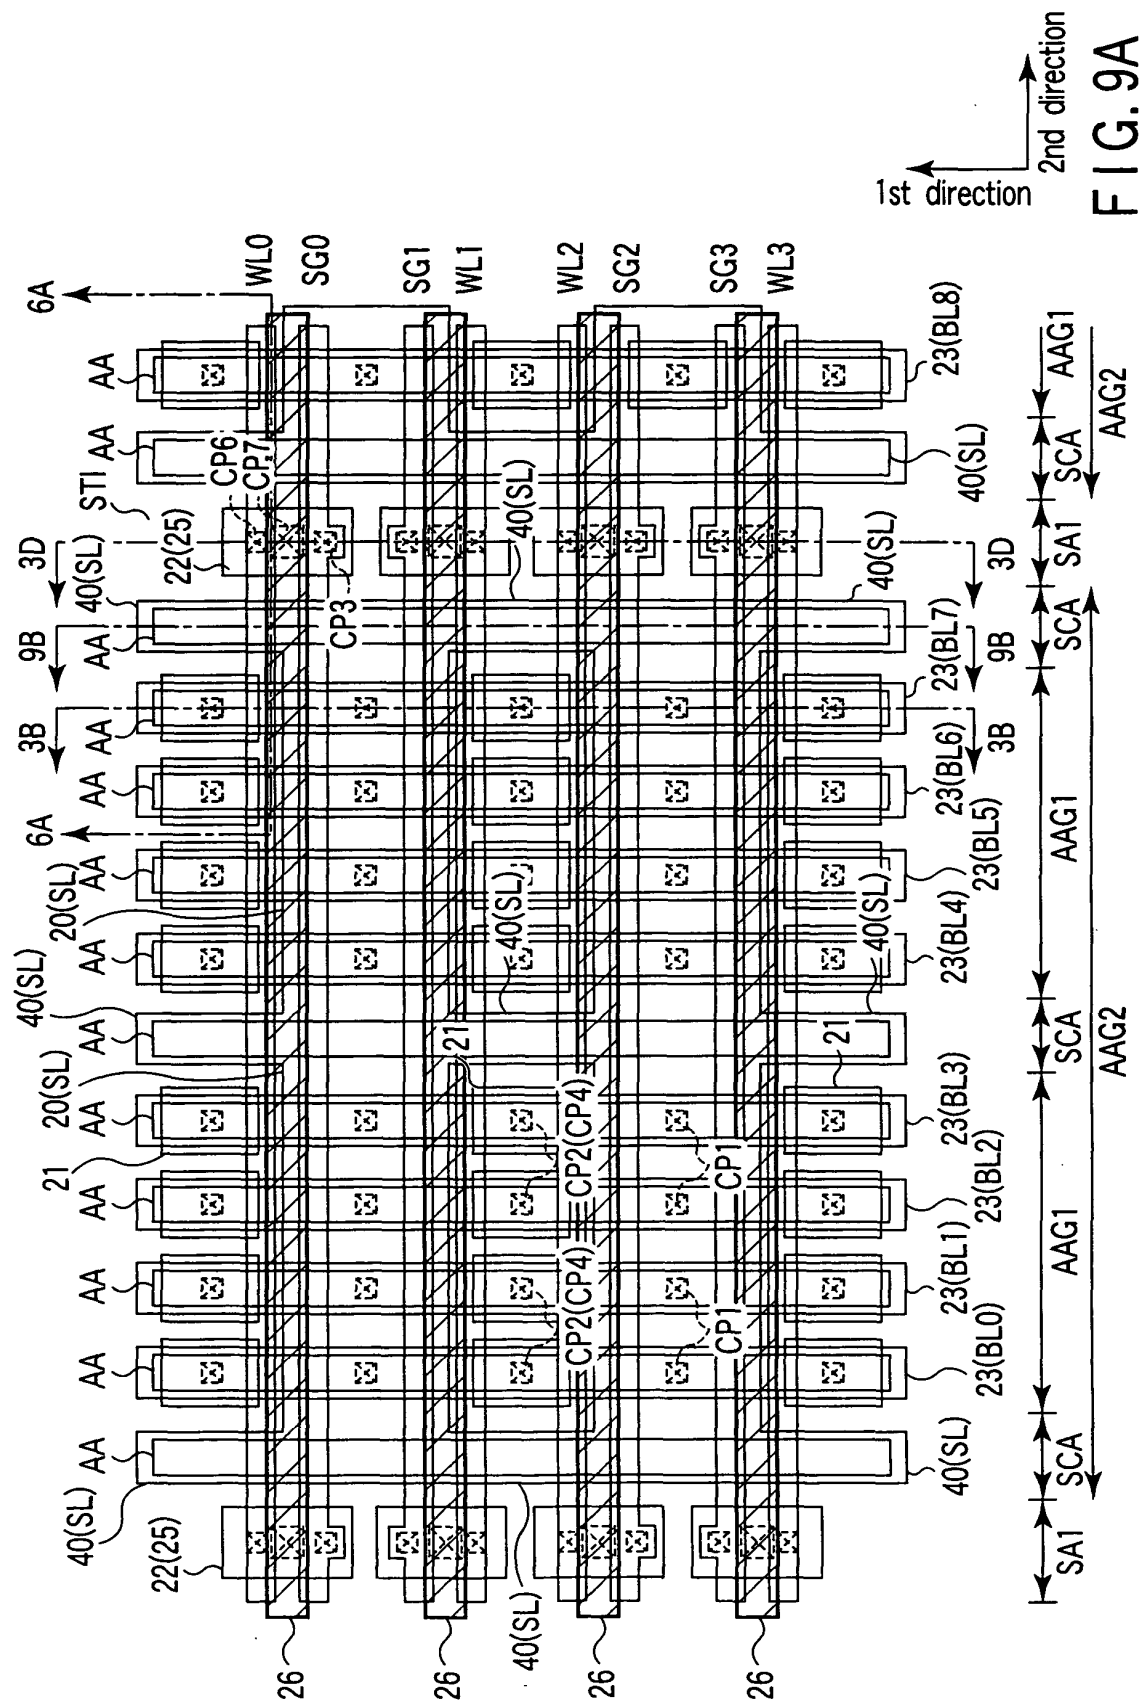 6A
6A
3D
9B
3B
STI
AA
AA
AA
AA
AA
AA
AA
AA
AA
AA
AA
AA
AA
AA
40(SL)
40(SL)
40(SL)
20(SL)
20(SL)
21
CP6
CP7
22(25)
22(25)
CP3
WL0
SG0
SG1
WL1
WL2
SG2
SG3
WL3
26
26
26
26
40(SL)
40(SL)
40(SL)
21
CP2(CP4)
CP2(CP4)
CP1
CP1
40(SL)
40(SL)
40(SL)
40(SL)
21
3D
9B
3B
23(BL0)
23(BL1)
23(BL2)
23(BL3)
23(BL4)
23(BL5)
23(BL6)
23(BL7)
23(BL8)
SA1
SCA
AAG1
SCA
AAG1
SCA
SA1
SCA
AAG1
AAG2
AAG2
1st direction
2nd direction
FIG. 9A